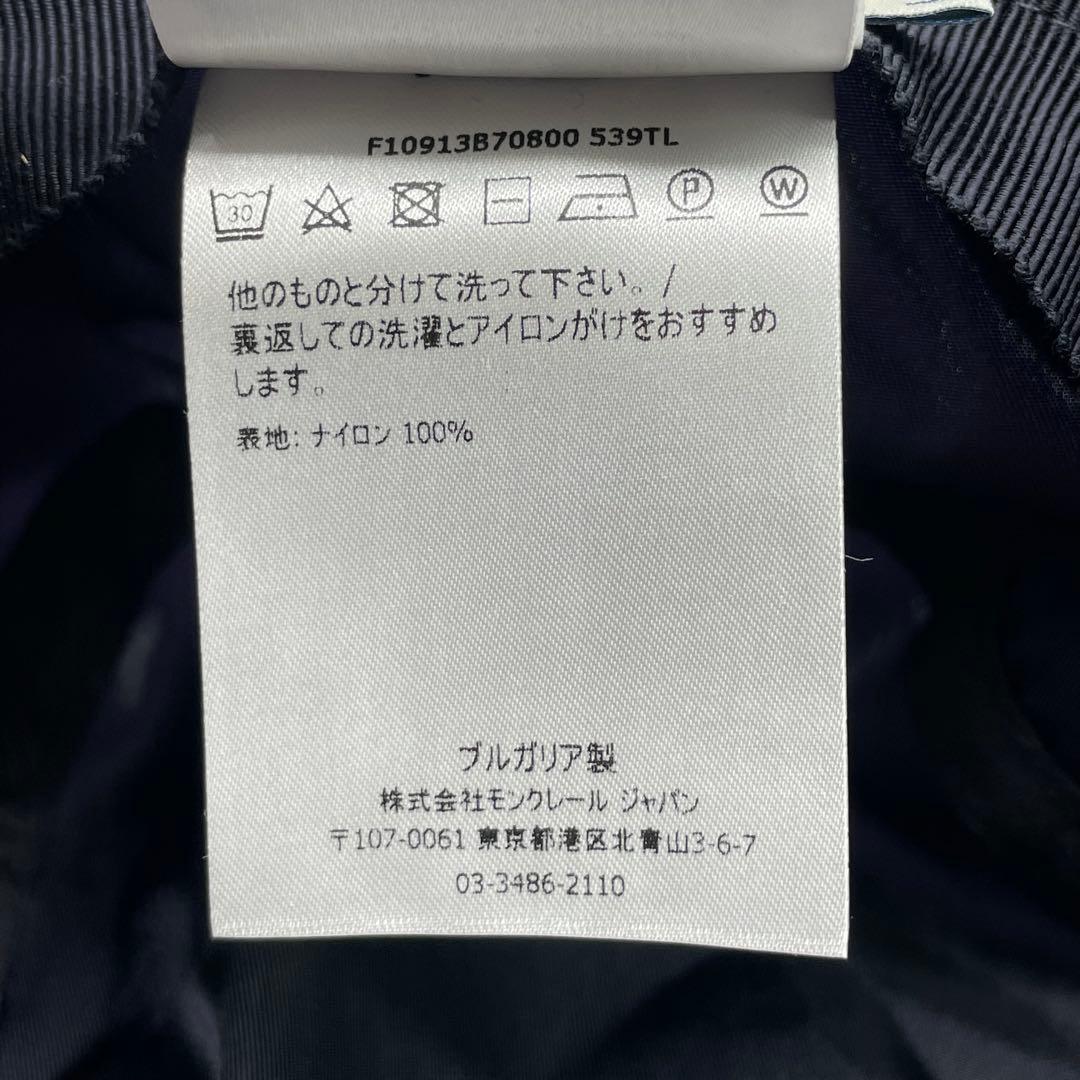 F10913B70800 539TL
30 P W
他のものと分けて洗って下さい。/
裏返しての洗濯とアイロンがけをおすすめ
します。
表地: ナイロン 100%
ブルガリア製
株式会社モンクレール ジャパン
〒107-0061 東京都港区北青山3-6-7
03-3486-2110